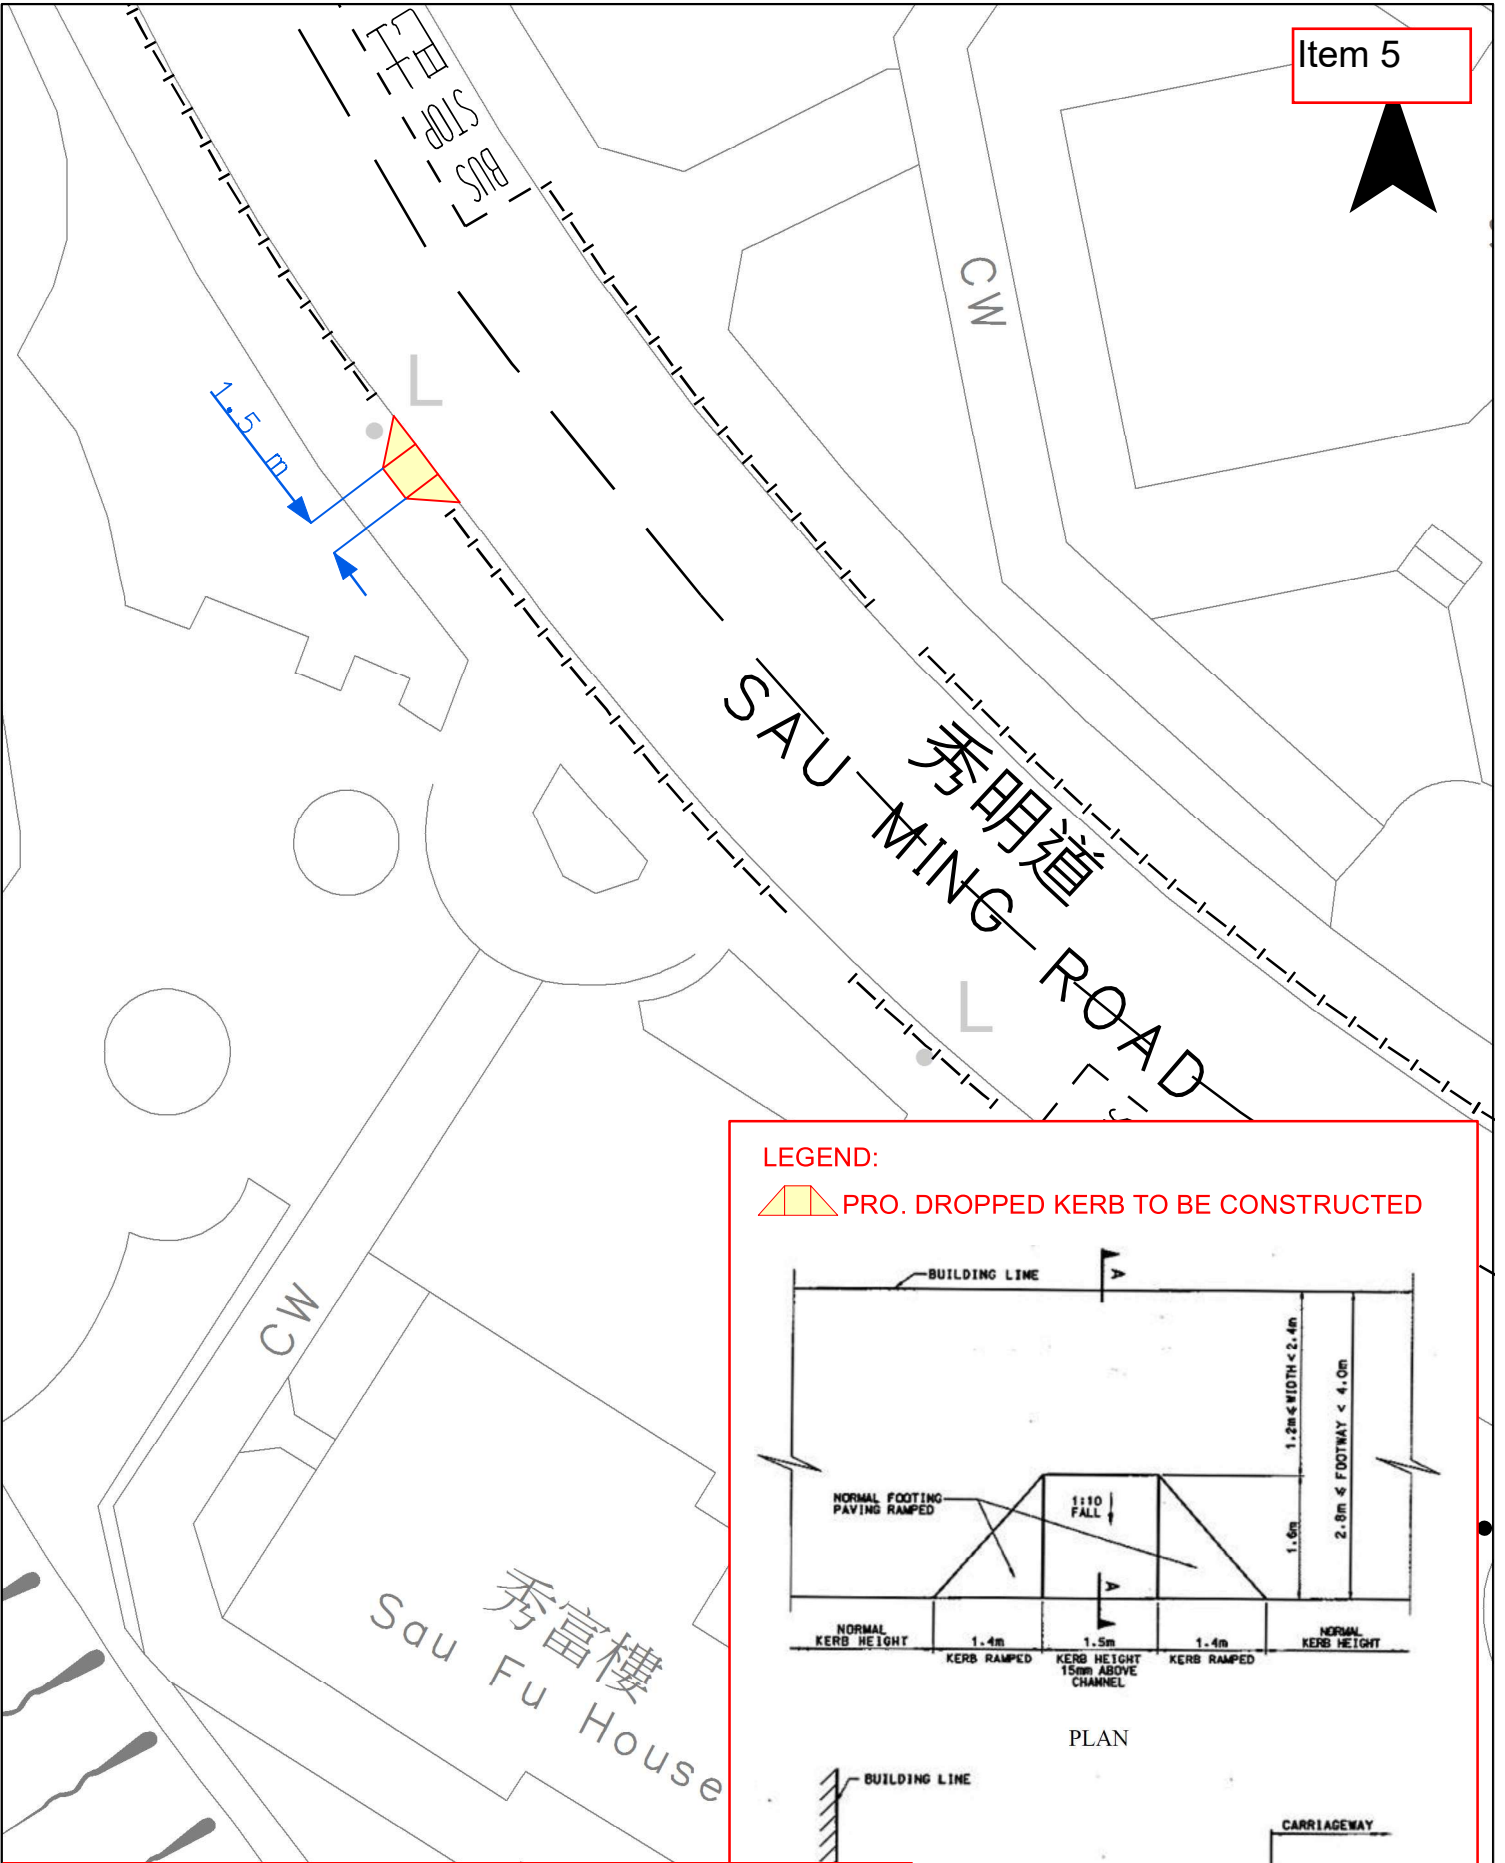 Item 5
巴士
STOP
BUS
CW
L
1.5 m
秀明道
SAU MING ROAD
L
CW
秀富樓
Sau Fu House
LEGEND:
PRO. DROPPED KERB TO BE CONSTRUCTED
BUILDING LINE
A
1.2m ≤ WIDTH < 2.4m
2.8m ≤ FOOTWAY < 4.0m
NORMAL FOOTING
PAVING RAMPED
1:10
FALL
1.6m
A
NORMAL
KERB HEIGHT
1.4m
KERB RAMPED
1.5m
KERB HEIGHT
15mm ABOVE
CHANNEL
1.4m
KERB RAMPED
NORMAL
KERB HEIGHT
PLAN
BUILDING LINE
CARRIAGEWAY